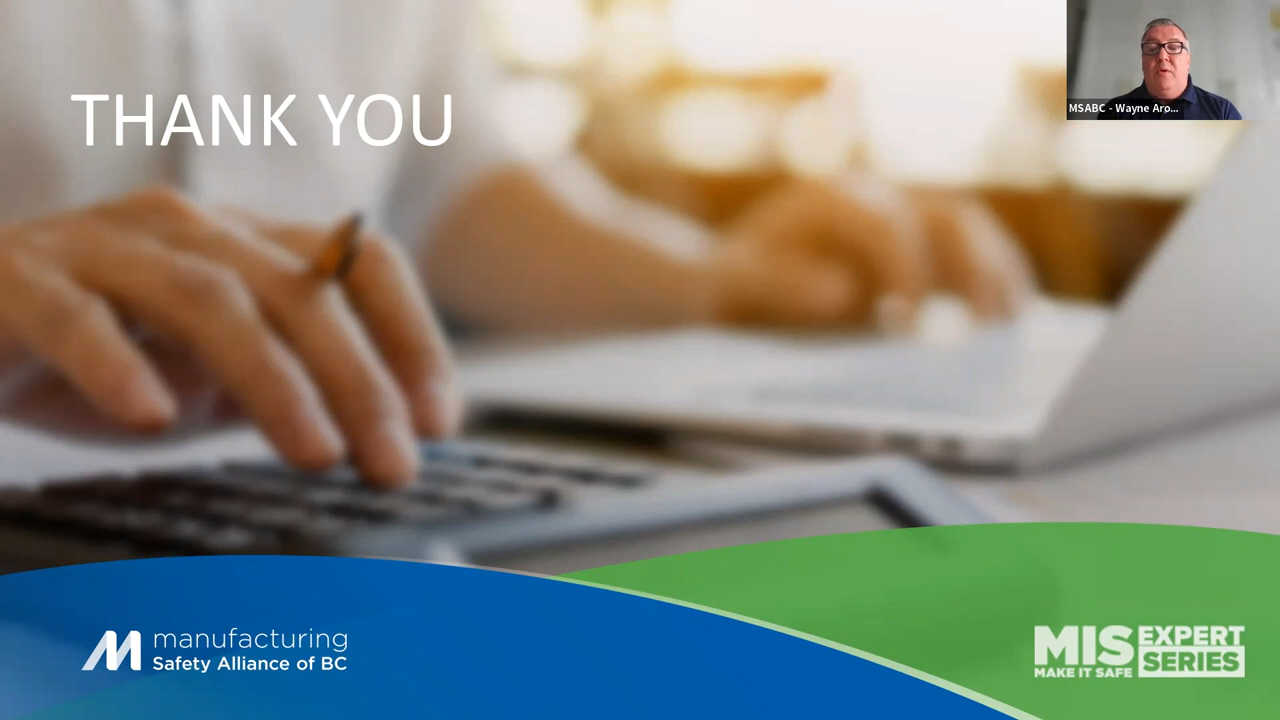 THANK YOU
MSABC - Wayne Aro...
manufacturing
Safety Alliance of BC
MIS EXPERT SERIES
MAKE IT SAFE